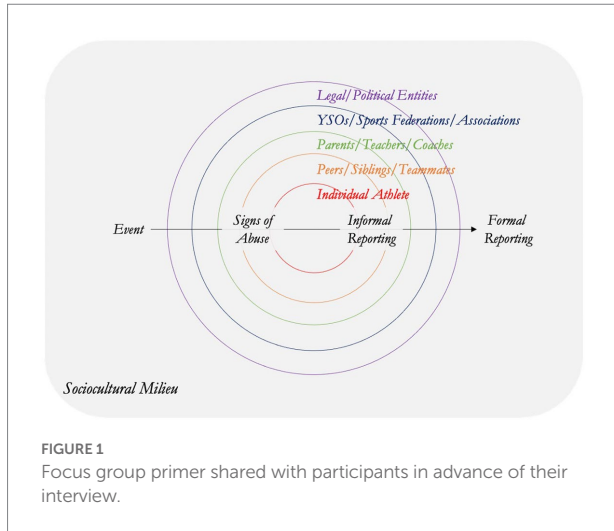 Legal/Political Entities
YSOs/Sports Federations/Associations
Parents/Teachers/Coaches
Peers/Siblings/Teammates
Individual Athlete
Event
Signs of
Abuse
Informal
Reporting
Formal
Reporting
Sociocultural Milieu
FIGURE 1
Focus group primer shared with participants in advance of their
interview.